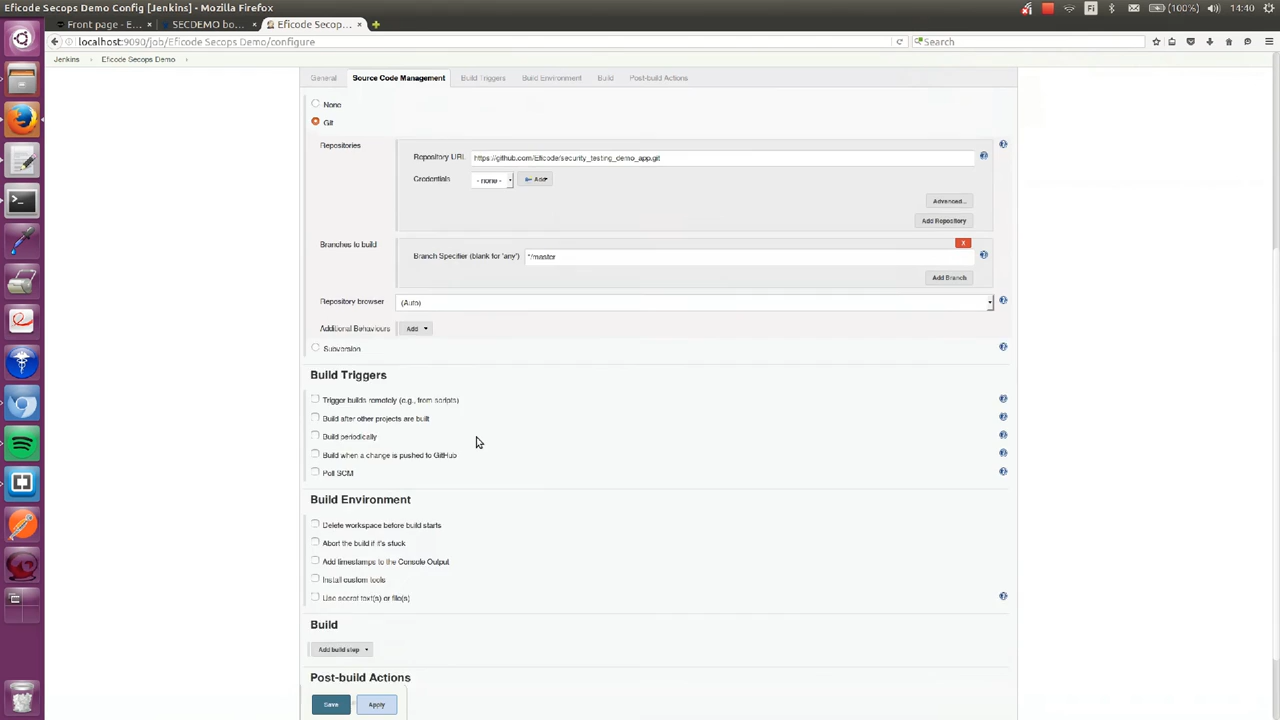 Eficode Secops Demo Config [Jenkins] - Mozilla Firefox
FI
(100%)
11:40
Front page - E...
SECDEMO bo...
Eficode Secop...
localhost:9090/job/Eficode Secops Demo/configure
Search
Jenkins
Eficode Secops Demo
General
Source Code Management
Build Triggers
Build Environment
Build
Post-build Actions
None
Git
Repositories
Repository URL
https://github.com/Eficode/security_testing_demo_app.git
Credentials
- none -
Add
Advanced...
Add Repository
Branches to build
X
Branch Specifier (blank for 'any')
*/master
Add Branch
Repository browser
(Auto)
Additional Behaviours
Add
Subversion
Build Triggers
Trigger builds remotely (e.g., from scripts)
Build after other projects are built
Build periodically
Build when a change is pushed to GitHub
Poll SCM
Build Environment
Delete workspace before build starts
Abort the build if it's stuck
Add timestamps to the Console Output
Install custom tools
Use secret text(s) or file(s)
Build
Add build step
Post-build Actions
Save
Apply